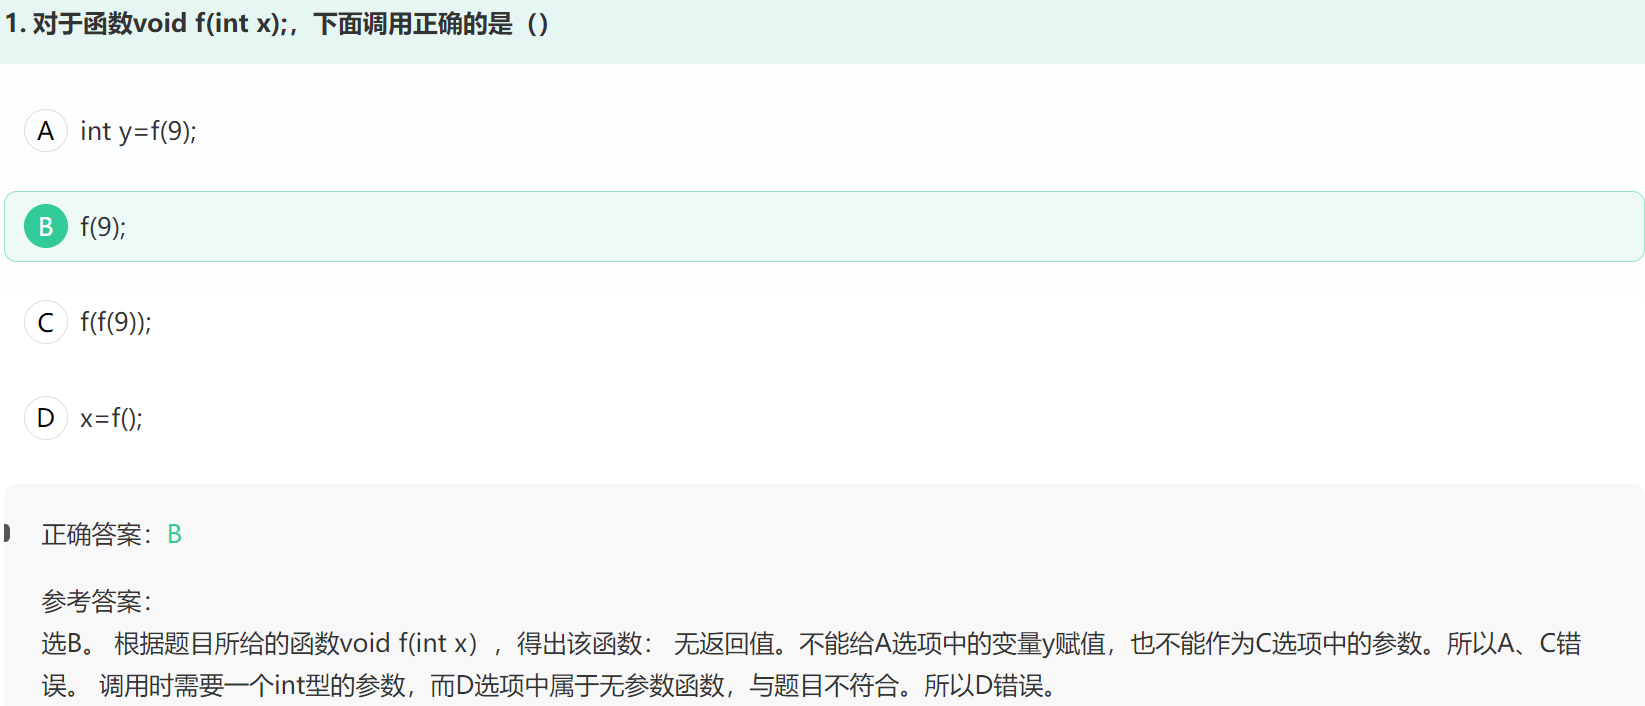 1. 对于函数void f(int x);，下面调用正确的是（）
A int y=f(9);
B f(9);
C f(f(9));
D x=f();
正确答案：B
参考答案：
选B。 根据题目所给的函数void f(int x），得出该函数： 无返回值。不能给A选项中的变量y赋值，也不能作为C选项中的参数。所以A、C错
误。 调用时需要一个int型的参数，而D选项中属于无参数函数，与题目不符合。所以D错误。